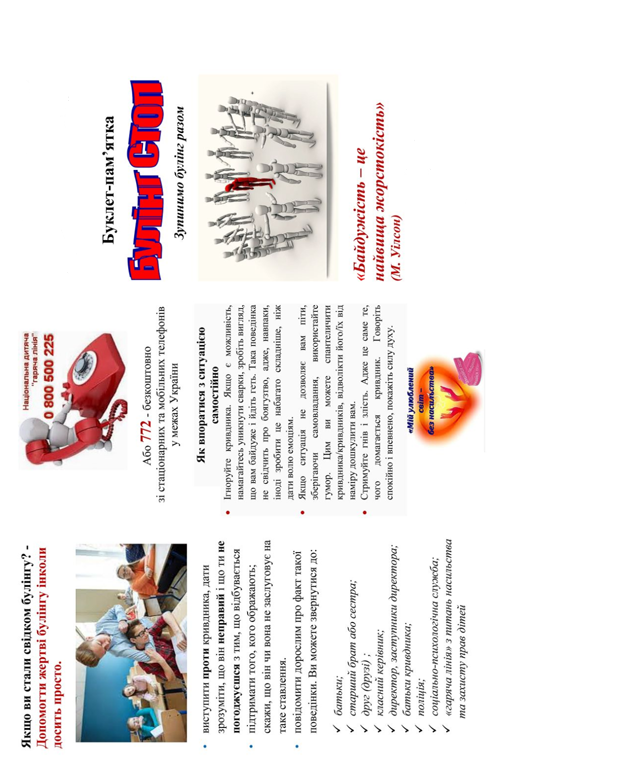 Якщо ви стали свідком булінгу? -
Допомогти жертві булінгу інколи
досить просто.
виступити проти кривдника, дати
зрозуміти, що він неправий і що ти не
погоджуєшся з тим, що відбувається
підтримати того, кого ображають;
скажи, що він чи вона не заслуговує на
таке ставлення.
повідомити дорослим про факт такої
поведінки. Ви можете звернутися до:
✓ батьки;
✓ старший брат або сестра;
✓ друг (друзі) ;
✓ класний керівник;
✓ директор, заступники директора;
✓ батьки кривдника;
✓ поліція;
✓ соціально-психологічна служба;
✓ «гаряча лінія» з питань насильства
та захисту прав дітей
Національна дитяча
"гаряча лінія"
0 800 500 225
Або 772 - безкоштовно
зі стаціонарних та мобільних телефонів
у межах України
Як впоратися з ситуацією
самостійно
• Ігноруйте кривдника. Якщо є можливість,
намагайтесь уникнути сварки, зробіть вигляд,
що вам байдуже і йдіть геть. Така поведінка
не свідчить про боягузтво, адже, навпаки,
іноді зробити це набагато складніше, ніж
дати волю емоціям.
• Якщо ситуація не дозволяє вам піти,
зберігаючи самовладання, використайте
гумор. Цим ви можете спантеличити
кривдника/кривдників, відволікти його/їх від
наміру дошкулити вам.
• Стримуйте гнів і злість. Адже це саме те,
чого домагається кривдник. Говоріть
спокійно і впевнено, покажіть силу духу.
«Мій улюблений
світ –
без насильства»
Буклет-пам’ятка
БУЛІНГ СТОП
Зупинимо булінг разом
«Байдужість – це
найвища жорстокість»
(М. Уілсон)